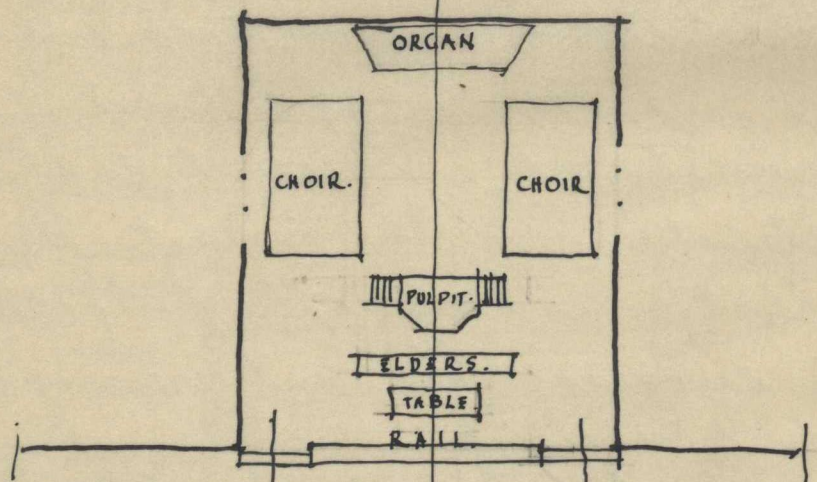 ORGAN
CHOIR.
CHOIR
PULPIT.
ELDERS.
TABLE.
RAIL.